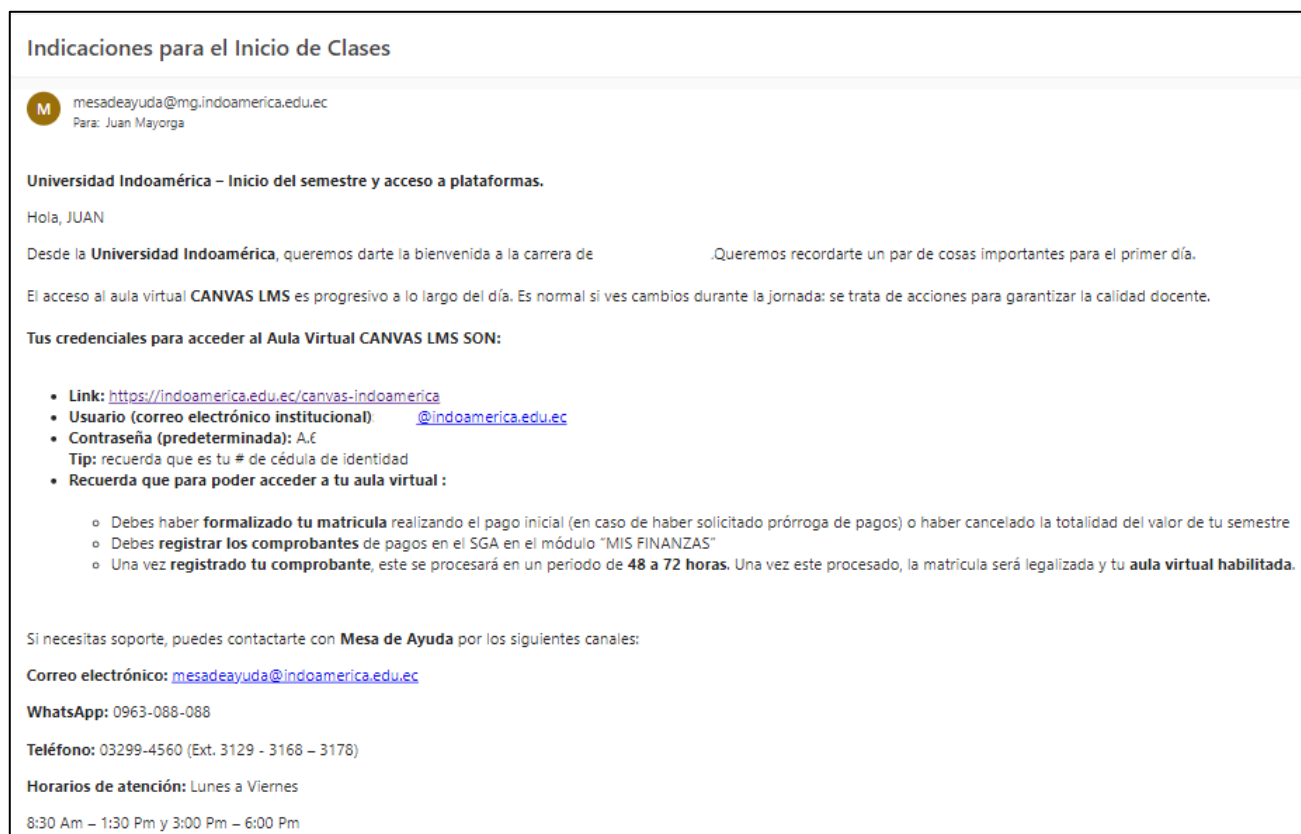 Indicaciones para el Inicio de Clases
M
mesadeayuda@mg.indoamerica.edu.ec
Para: Juan Mayorga
Universidad Indoamérica – Inicio del semestre y acceso a plataformas.
Hola, JUAN
Desde la Universidad Indoamérica, queremos darte la bienvenida a la carrera de .Queremos recordarte un par de cosas importantes para el primer día.
El acceso al aula virtual CANVAS LMS es progresivo a lo largo del día. Es normal si ves cambios durante la jornada: se trata de acciones para garantizar la calidad docente.
Tus credenciales para acceder al Aula Virtual CANVAS LMS SON:
• Link: https://indoamerica.edu.ec/canvas-indoamerica
• Usuario (correo electrónico institucional): @indoamerica.edu.ec
• Contraseña (predeterminada): A.
Tip: recuerda que es tu # de cédula de identidad
• Recuerda que para poder acceder a tu aula virtual :
○ Debes haber formalizado tu matricula realizando el pago inicial (en caso de haber solicitado prórroga de pagos) o haber cancelado la totalidad del valor de tu semestre
○ Debes registrar los comprobantes de pagos en el SGA en el módulo “MIS FINANZAS”
○ Una vez registrado tu comprobante, este se procesará en un periodo de 48 a 72 horas. Una vez este procesado, la matricula será legalizada y tu aula virtual habilitada.
Si necesitas soporte, puedes contactarte con Mesa de Ayuda por los siguientes canales:
Correo electrónico: mesadeayuda@indoamerica.edu.ec
WhatsApp: 0963-088-088
Teléfono: 03299-4560 (Ext. 3129 - 3168 – 3178)
Horarios de atención: Lunes a Viernes
8:30 Am – 1:30 Pm y 3:00 Pm – 6:00 Pm